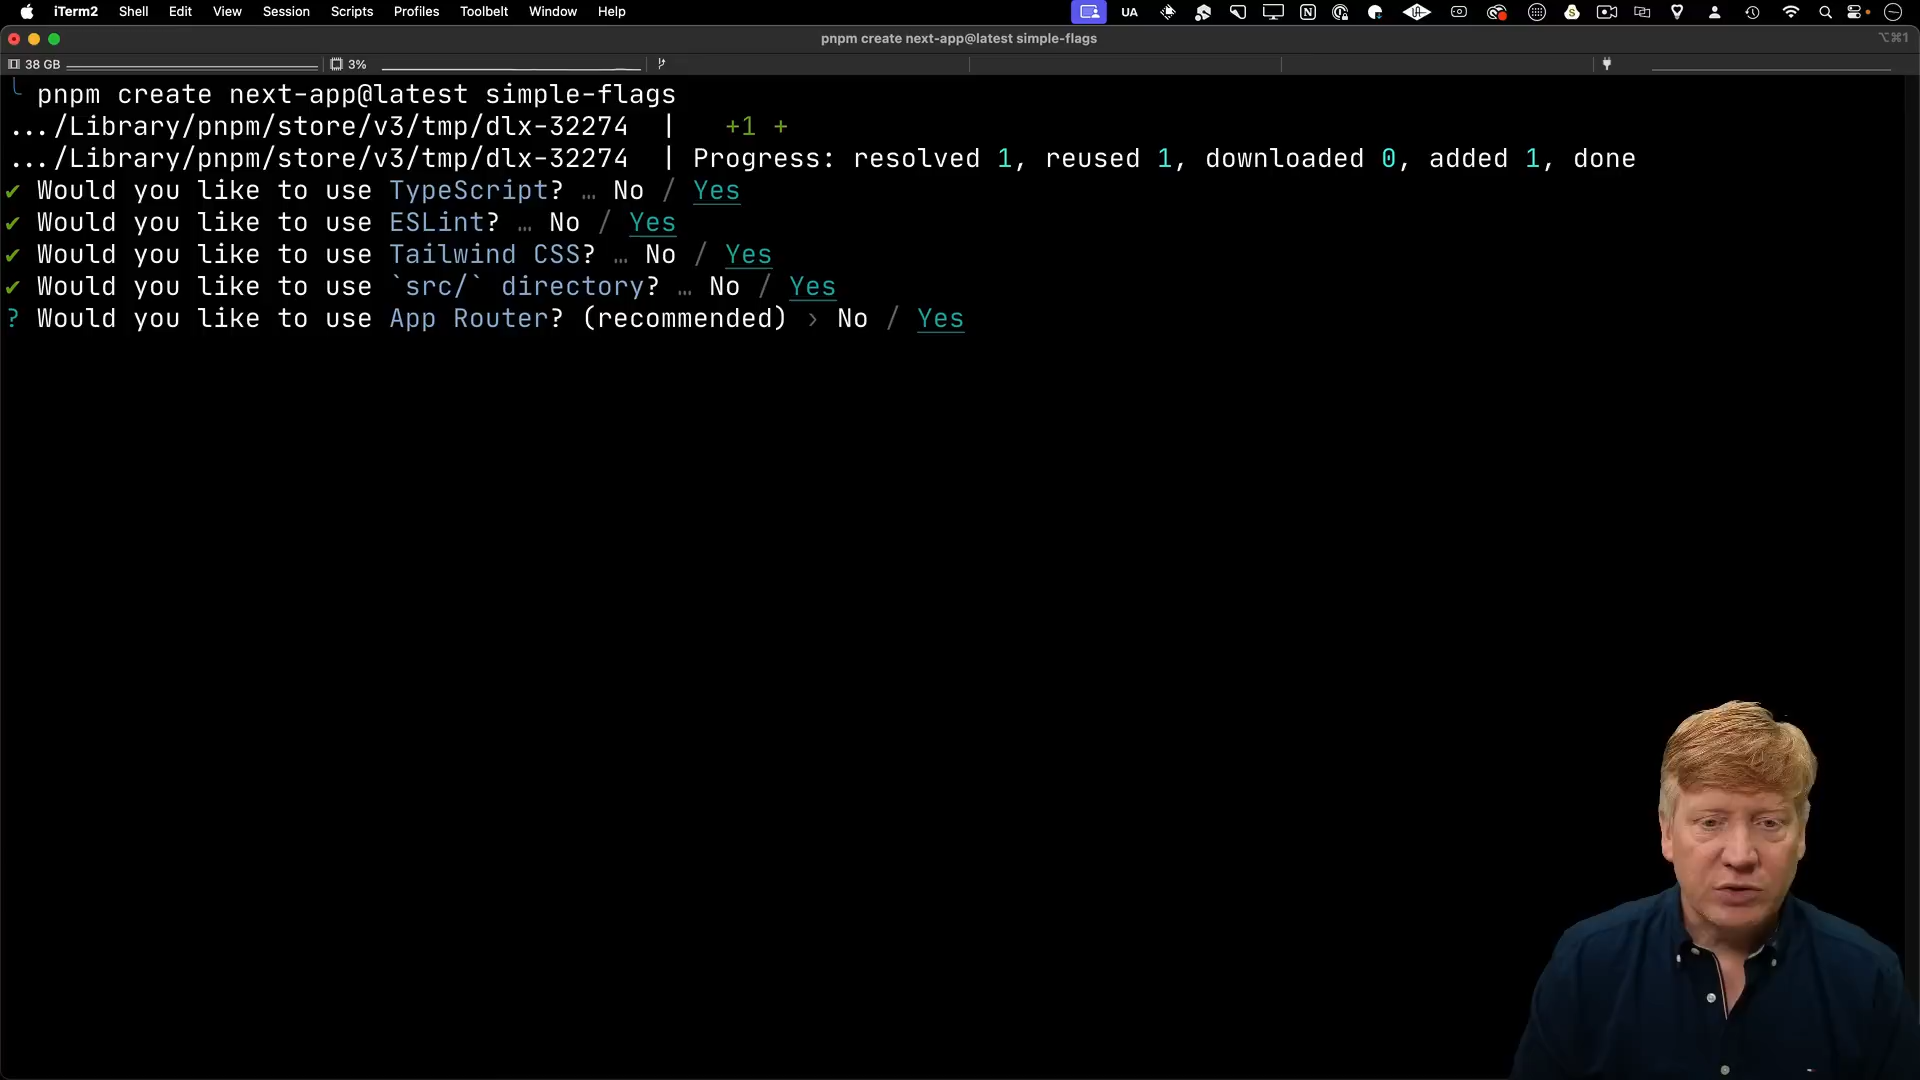 iTerm2 Shell Edit View Session Scripts Profiles Toolbelt Window Help UA
pnpm create next-app@latest simple-flags ⌥⌘1
38 GB 3%
pnpm create next-app@latest simple-flags
.../Library/pnpm/store/v3/tmp/dlx-32274 | +1 +
.../Library/pnpm/store/v3/tmp/dlx-32274 | Progress: resolved 1, reused 1, downloaded 0, added 1, done
✔ Would you like to use TypeScript? … No / Yes
✔ Would you like to use ESLint? … No / Yes
✔ Would you like to use Tailwind CSS? … No / Yes
✔ Would you like to use `src/` directory? … No / Yes
? Would you like to use App Router? (recommended) › No / Yes